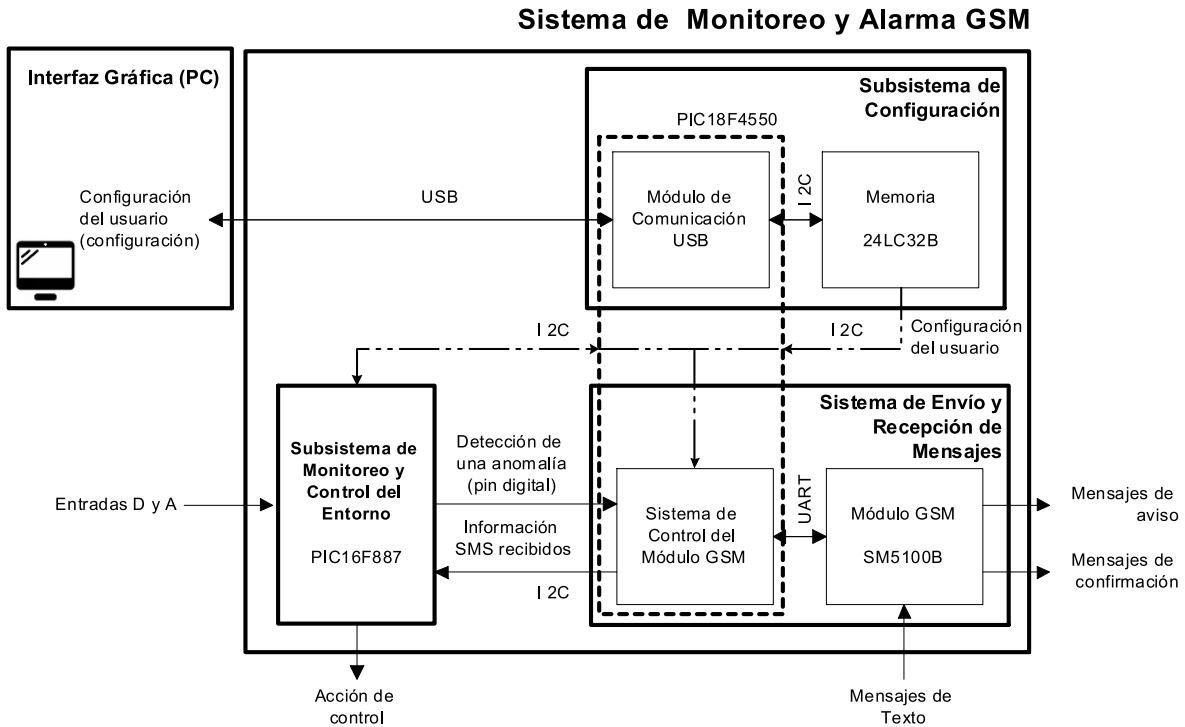 Sistema de Monitoreo y Alarma GSM
Interfaz Gráfica (PC)
Configuración
del usuario
(configuración)
USB
Subsistema de
Configuración
PIC18F4550
Módulo de
Comunicación
USB
I 2C
Memoria
24LC32B
I 2C
I 2C
Configuración
del usuario
Entradas D y A
Subsistema de
Monitoreo y
Control del
Entorno
PIC16F887
Detección de
una anomalía
(pin digital)
Información
SMS recibidos
I 2C
Sistema de Envío y
Recepción de
Mensajes
Sistema de
Control del
Módulo GSM
UART
Módulo GSM
SM5100B
Mensajes de
aviso
Mensajes de
confirmación
Acción de
control
Mensajes de
Texto